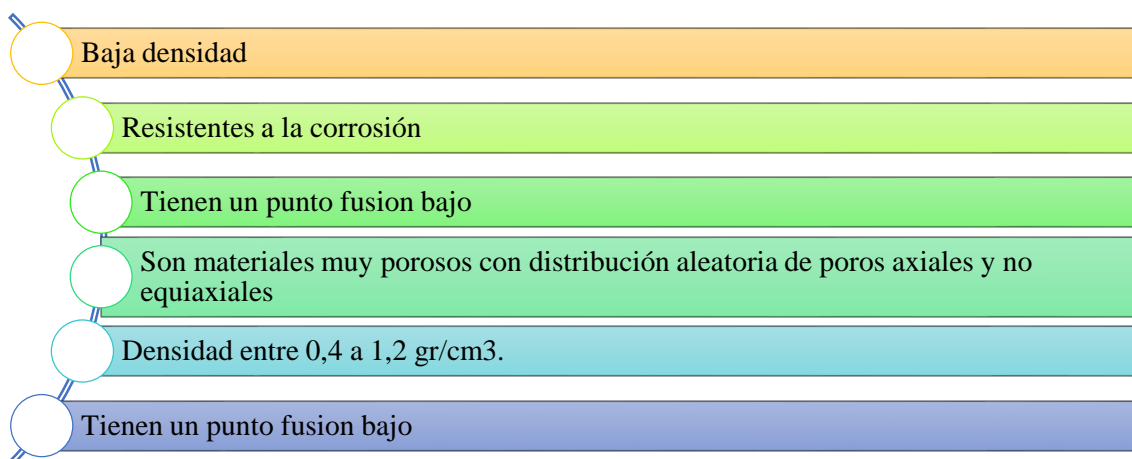 Baja densidad
Resistentes a la corrosión
Tienen un punto fusion bajo
Son materiales muy porosos con distribución aleatoria de poros axiales y no
equiaxiales
Densidad entre 0,4 a 1,2 gr/cm3.
Tienen un punto fusion bajo